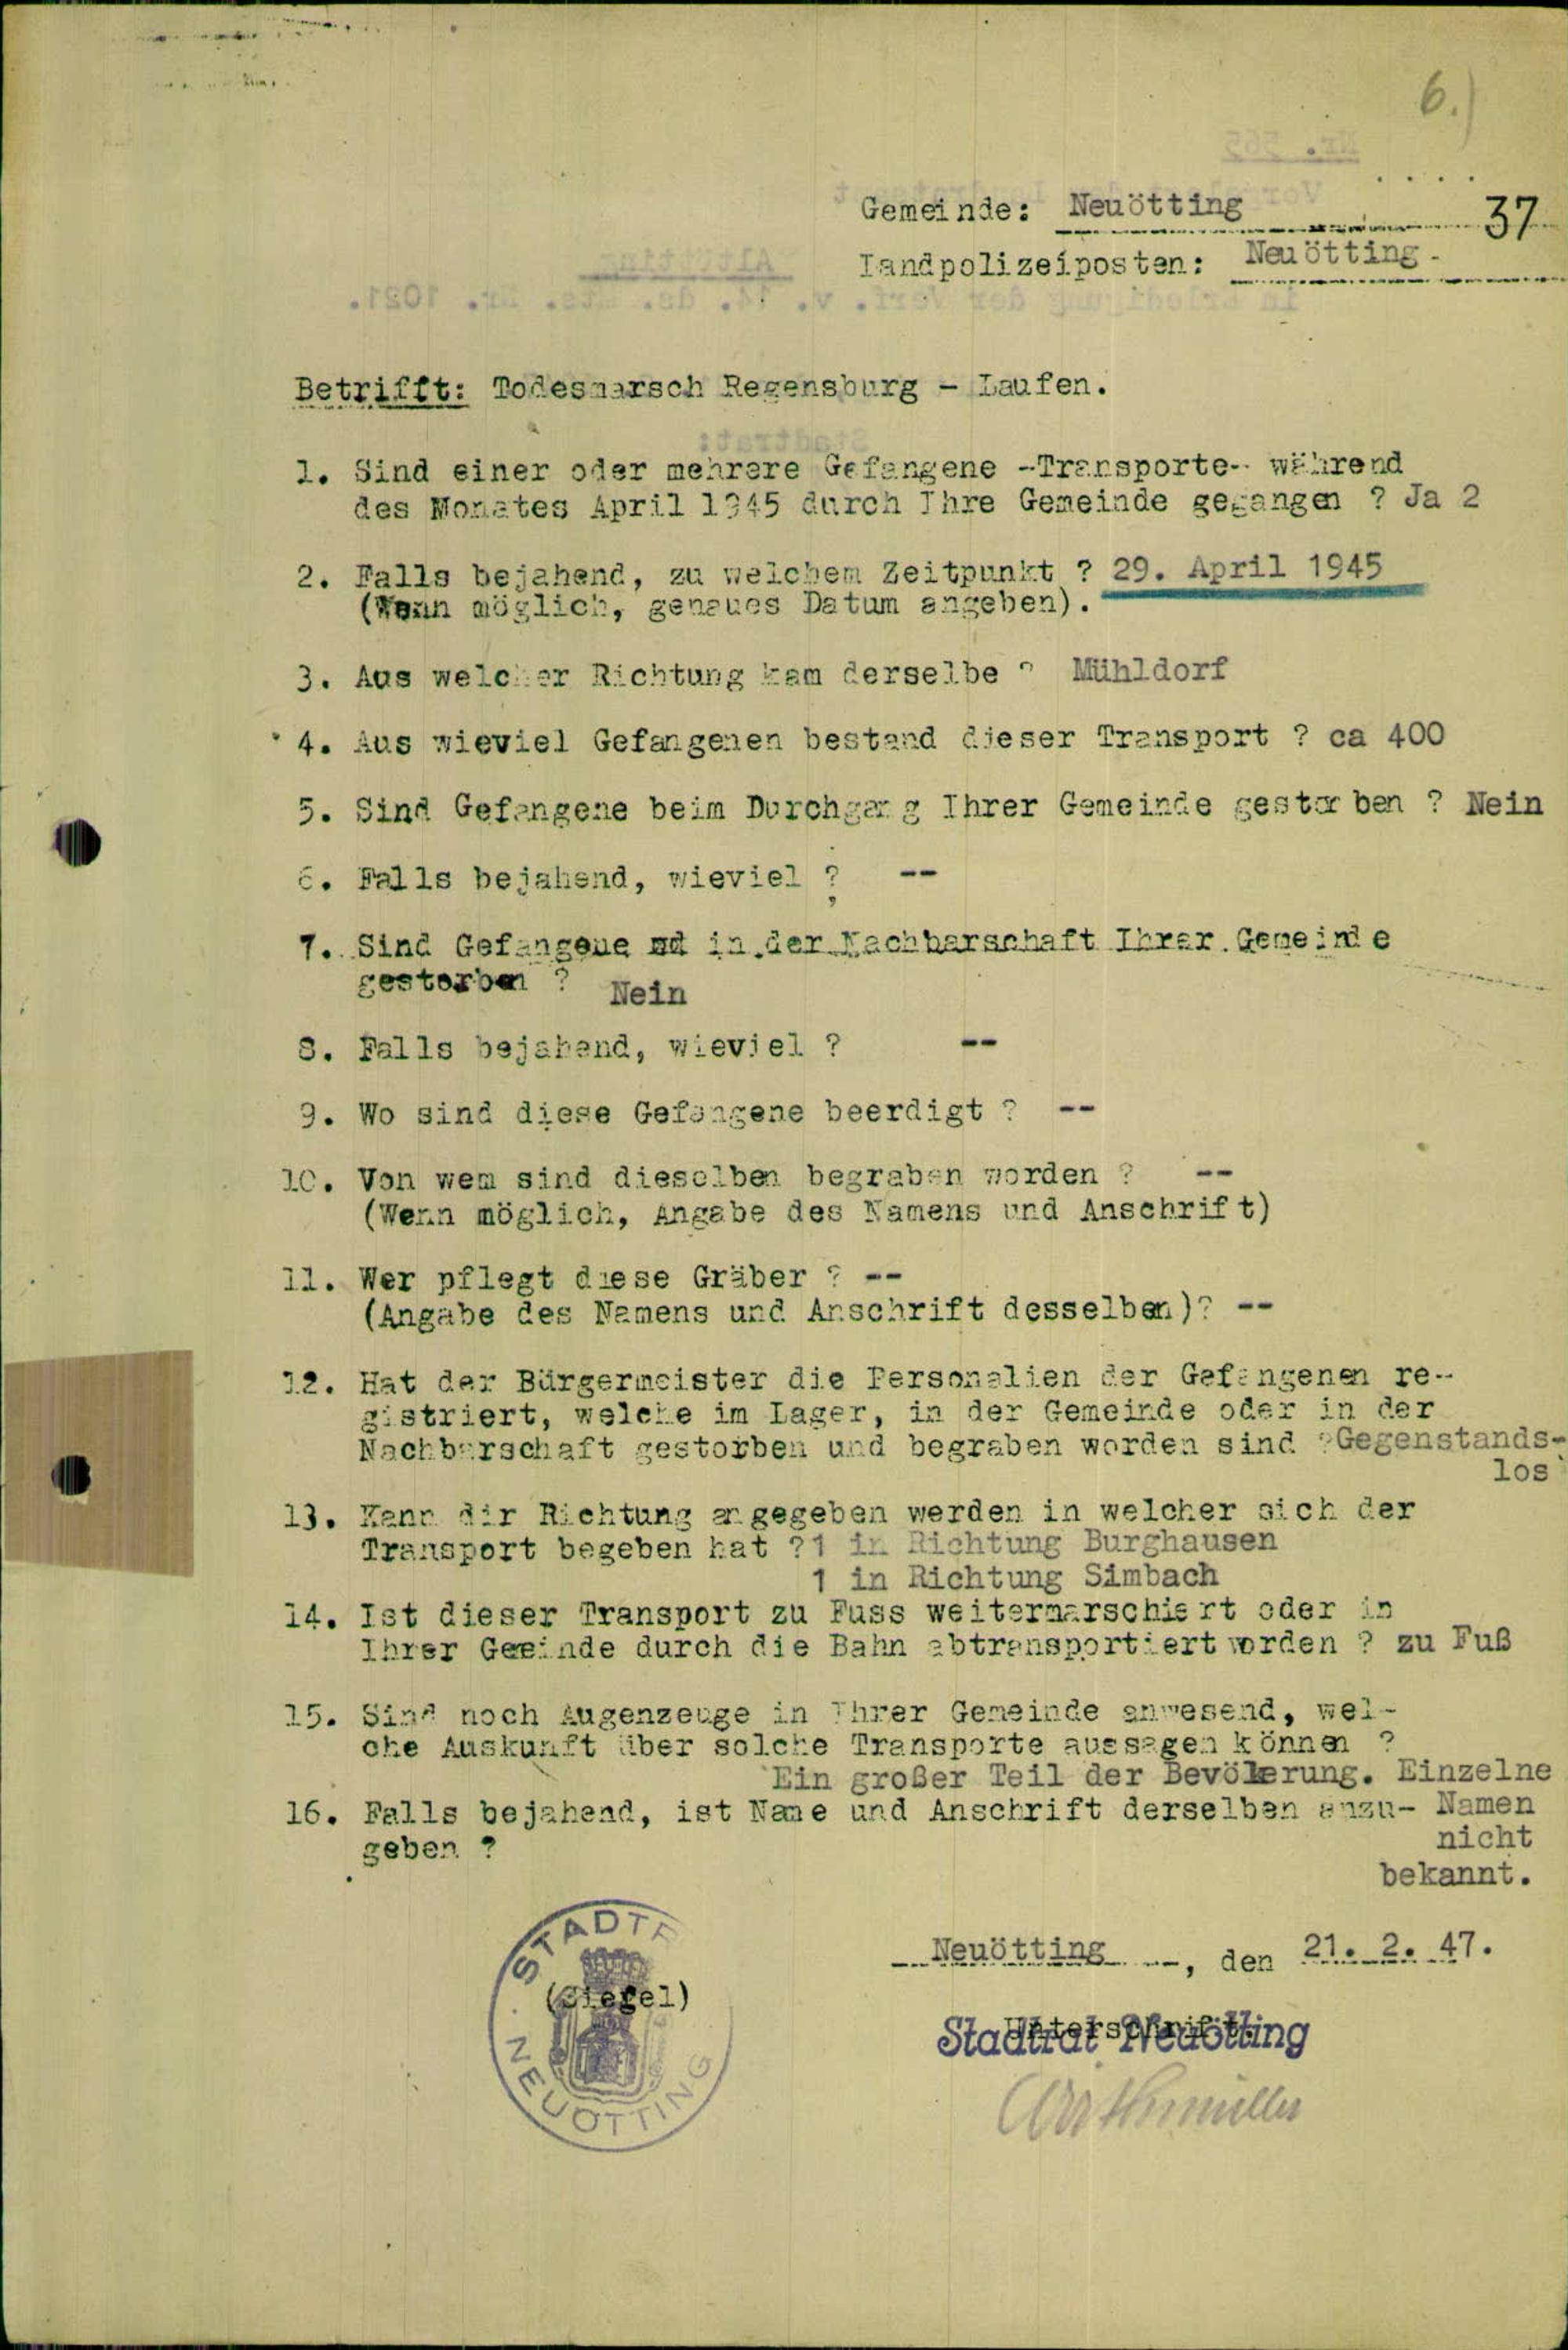 6.)
Gemeinde: Neuötting 37
Landpolizeiposten: Neuötting.
Betrifft: Todesmarsch Regensburg - Laufen.
1. Sind einer oder mehrere Gefangene -Transporte- während
des Monates April 1945 durch Ihre Gemeinde gegangen ? Ja 2
2. Falls bejahend, zu welchem Zeitpunkt ? 29. April 1945
(Wenn möglich, genaues Datum angeben).
3. Aus welcher Richtung kam derselbe ? Mühldorf
4. Aus wieviel Gefangenen bestand dieser Transport ? ca 400
5. Sind Gefangene beim Durchgang Ihrer Gemeinde gestorben ? Nein
6. Falls bejahend, wieviel ? --
7. Sind Gefangene in der Nachbarschaft Ihrer Gemeinde
gestorben ? Nein
8. Falls bejahend, wieviel ? --
9. Wo sind diese Gefangene beerdigt ? --
10. Von wem sind dieselben begraben worden ? --
(Wenn möglich, Angabe des Namens und Anschrift)
11. Wer pflegt diese Gräber ? --
(Angabe des Namens und Anschrift desselben)? --
12. Hat der Bürgermeister die Personalien der Gefangenen re-
gistriert, welche im Lager, in der Gemeinde oder in der
Nachbarschaft gestorben und begraben worden sind ?Gegenstands-
los
13. Kann dir Richtung angegeben werden in welcher sich der
Transport begeben hat ?1 in Richtung Burghausen
1 in Richtung Simbach
14. Ist dieser Transport zu Fuss weitermarschiert oder in
Ihrer Gemeinde durch die Bahn abtransportiert worden ? zu Fuß
15. Sind noch Augenzeuge in Ihrer Gemeinde anwesend, wel-
che Auskunft über solche Transporte aussagen können ?
Ein großer Teil der Bevölkerung. Einzelne
16. Falls bejahend, ist Name und Anschrift derselben anzu- Namen
geben ? nicht
bekannt.
Neuötting, den 21. 2. 47.
(Siegel)
NEUÖTTING
Unterschrift
Stadtrat Neuötting